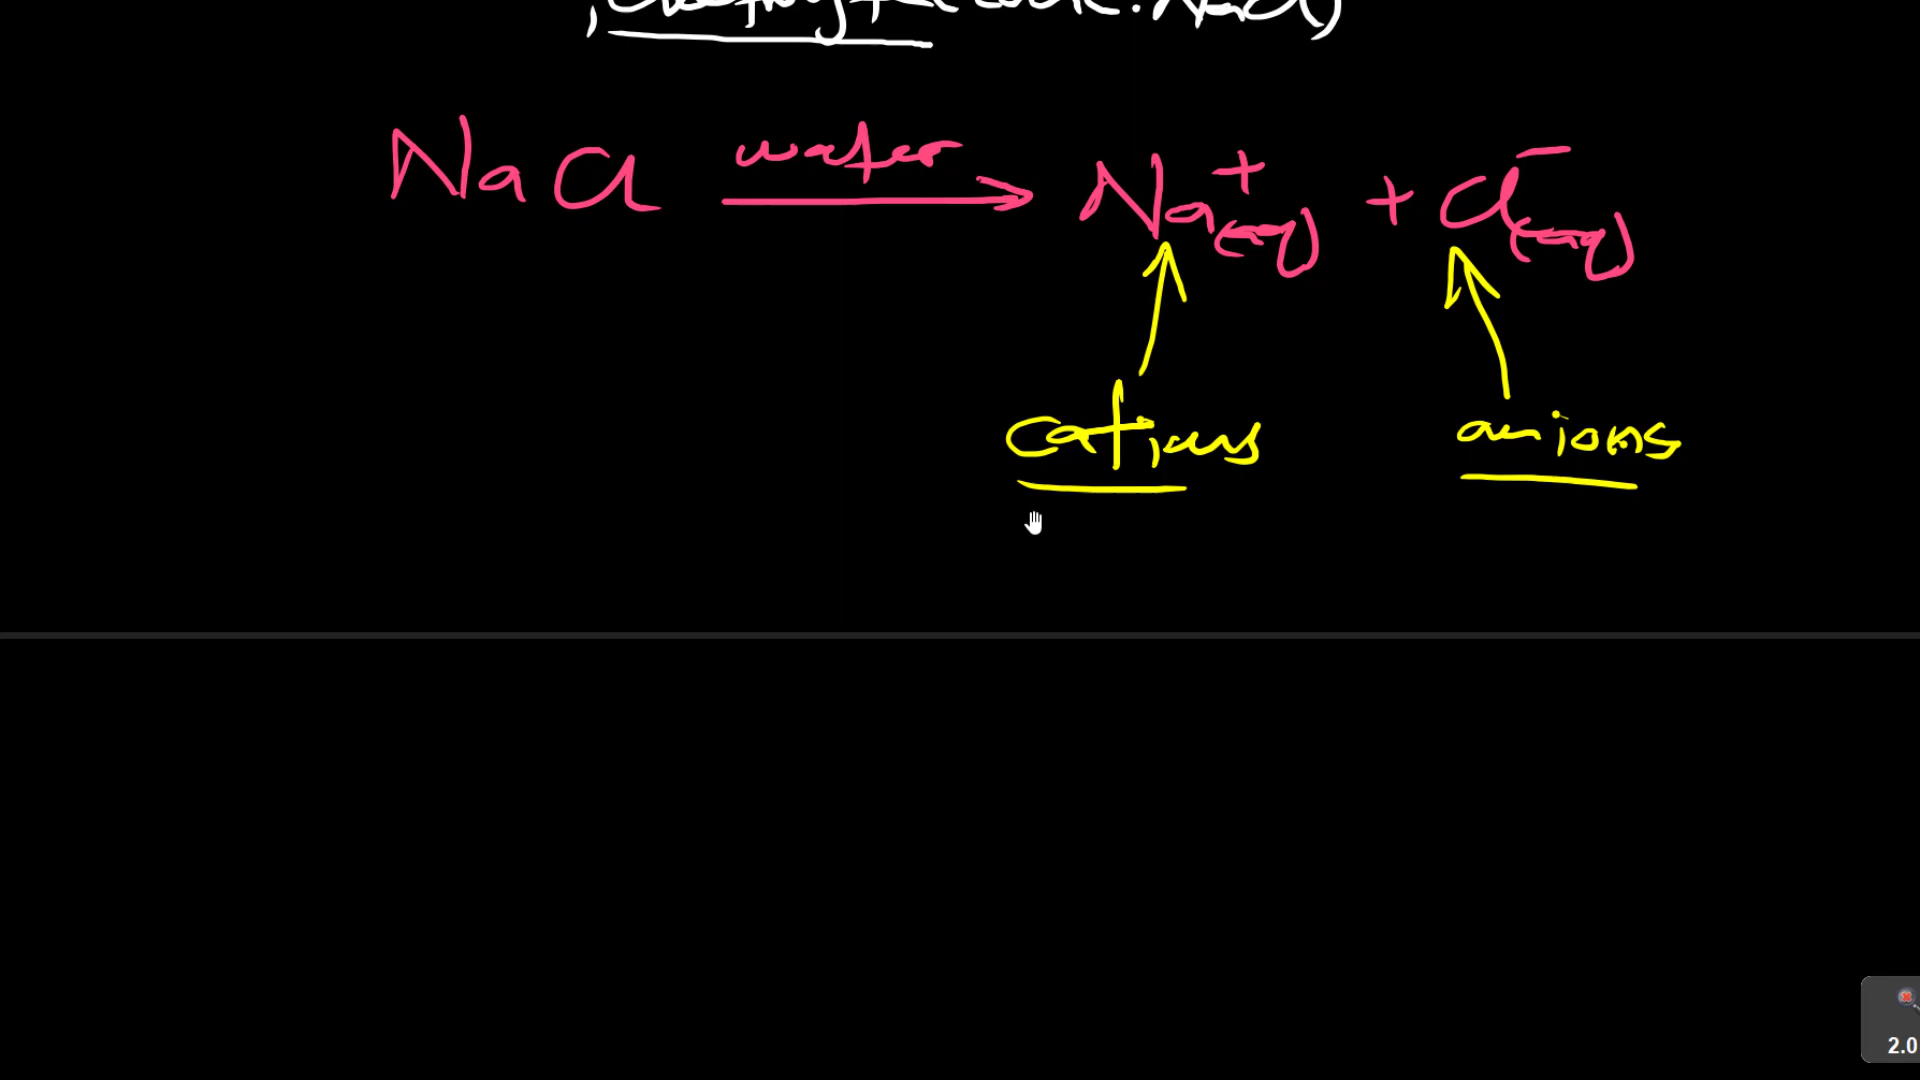 NaCl water → Na⁺(aq) + Cl⁻(aq)
cations anions
2.0